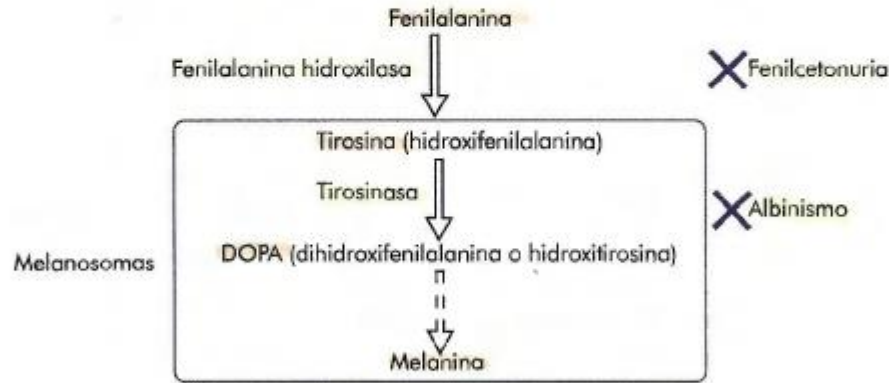 Fenilalanina
Fenilalanina hidroxilasa
Fenilcetonuria
Tirosina (hidroxifenilalanina)
Tirosinasa
Albinismo
DOPA (dihidroxifenilalanina o hidroxitirosina)
Melanosomas
Melanina